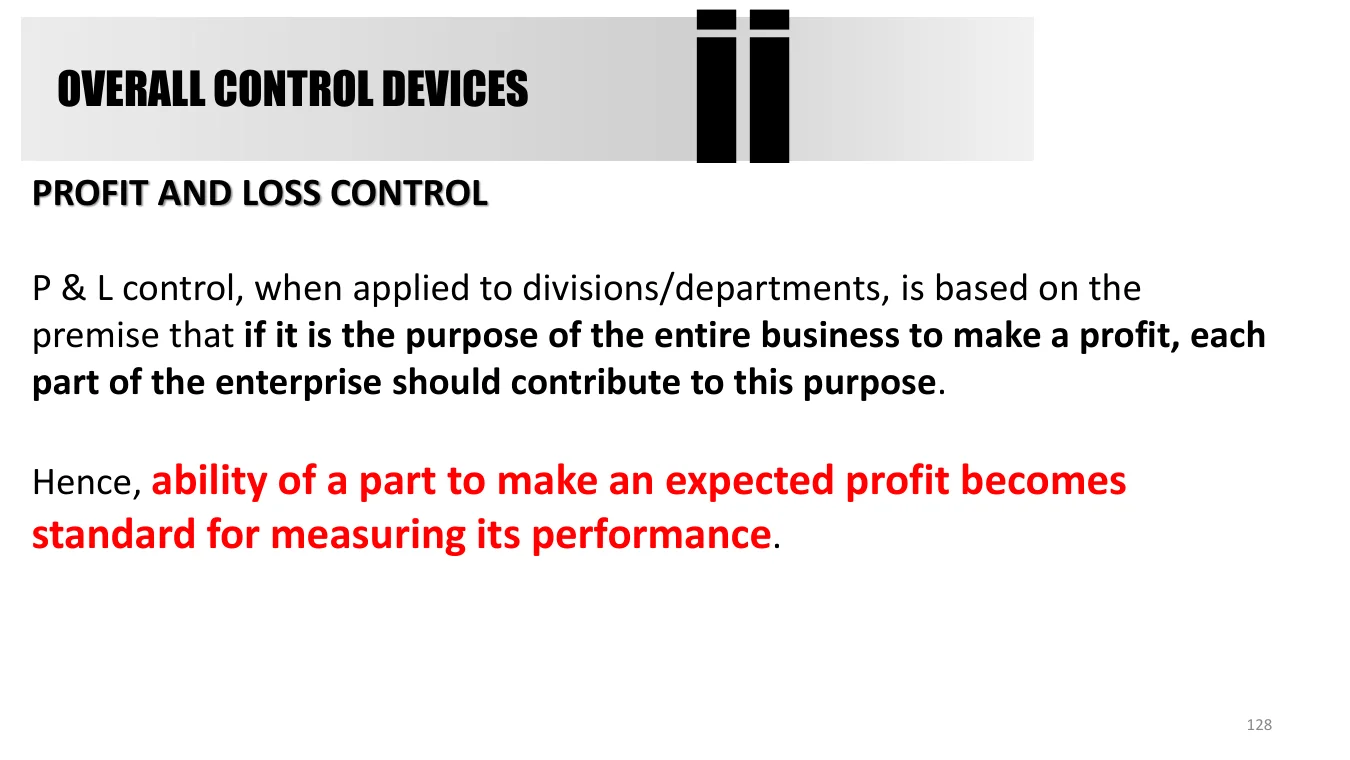 OVERALL CONTROL DEVICES
ii
PROFIT AND LOSS CONTROL
P & L control, when applied to divisions/departments, is based on the
premise that if it is the purpose of the entire business to make a profit, each
part of the enterprise should contribute to this purpose.
Hence, ability of a part to make an expected profit becomes
standard for measuring its performance.
128